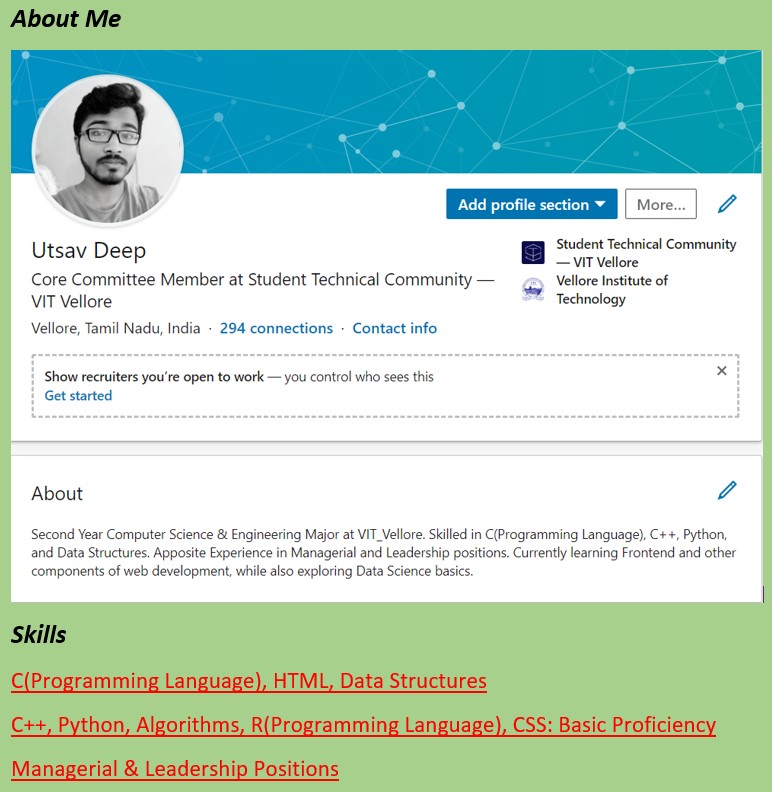 About Me
Add profile section
More...
Utsav Deep
Core Committee Member at Student Technical Community —
VIT Vellore
Vellore, Tamil Nadu, India · 294 connections · Contact info
Student Technical Community
— VIT Vellore
Vellore Institute of
Technology
Show recruiters you’re open to work — you control who sees this
Get started
About
Second Year Computer Science & Engineering Major at VIT_Vellore. Skilled in C(Programming Language), C++, Python,
and Data Structures. Apposite Experience in Managerial and Leadership positions. Currently learning Frontend and other
components of web development, while also exploring Data Science basics.
Skills
C(Programming Language), HTML, Data Structures
C++, Python, Algorithms, R(Programming Language), CSS: Basic Proficiency
Managerial & Leadership Positions